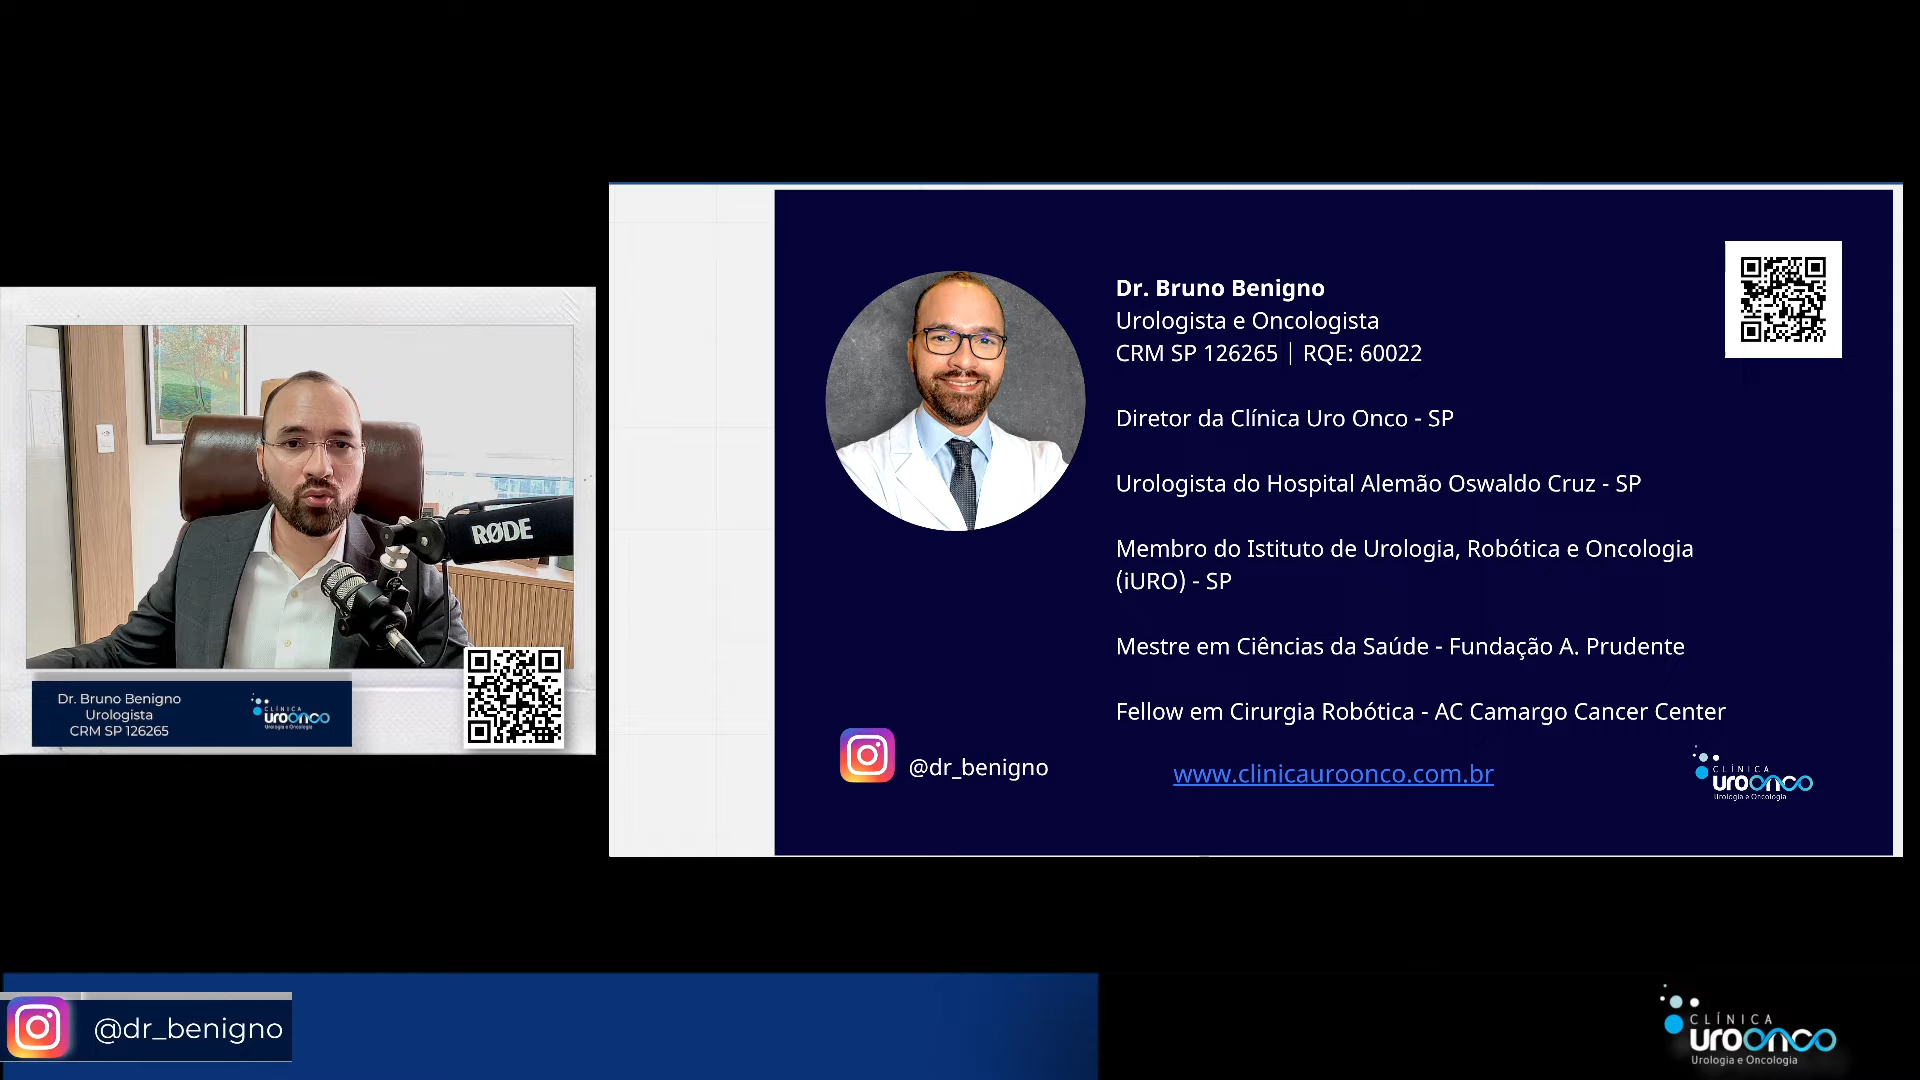 RØDE
Dr. Bruno Benigno
Urologista
CRM SP 126265
CLÍNICA
uroonco
Urologia e Oncologia
Dr. Bruno Benigno
Urologista e Oncologista
CRM SP 126265 | RQE: 60022
Diretor da Clínica Uro Onco - SP
Urologista do Hospital Alemão Oswaldo Cruz - SP
Membro do Istituto de Urologia, Robótica e Oncologia
(iURO) - SP
Mestre em Ciências da Saúde - Fundação A. Prudente
Fellow em Cirurgia Robótica - AC Camargo Cancer Center
@dr_benigno
www.clinicauroonco.com.br
CLÍNICA
uroonco
Urologia e Oncologia
@dr_benigno
CLÍNICA
uroonco
Urologia e Oncologia